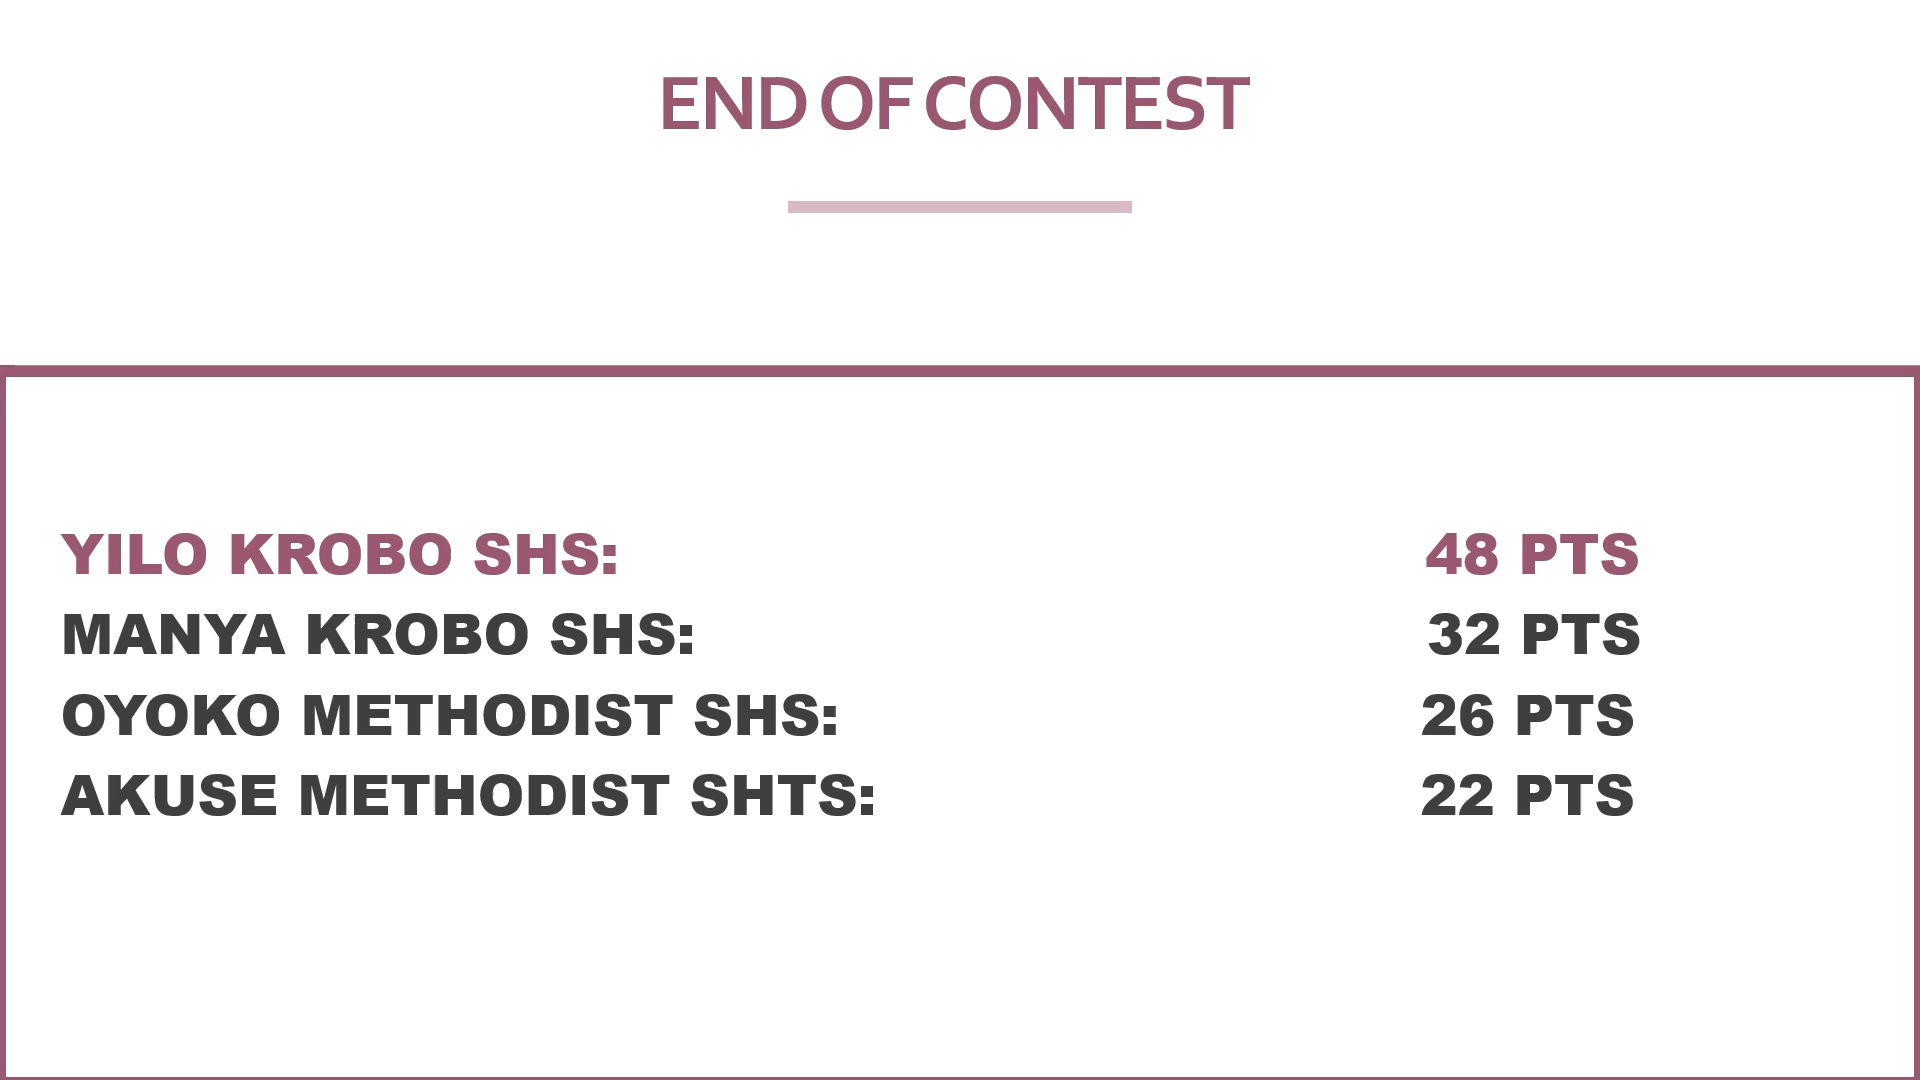 END OF CONTEST
YILO KROBO SHS: 48 PTS
MANYA KROBO SHS: 32 PTS
OYOKO METHODIST SHS: 26 PTS
AKUSE METHODIST SHTS: 22 PTS